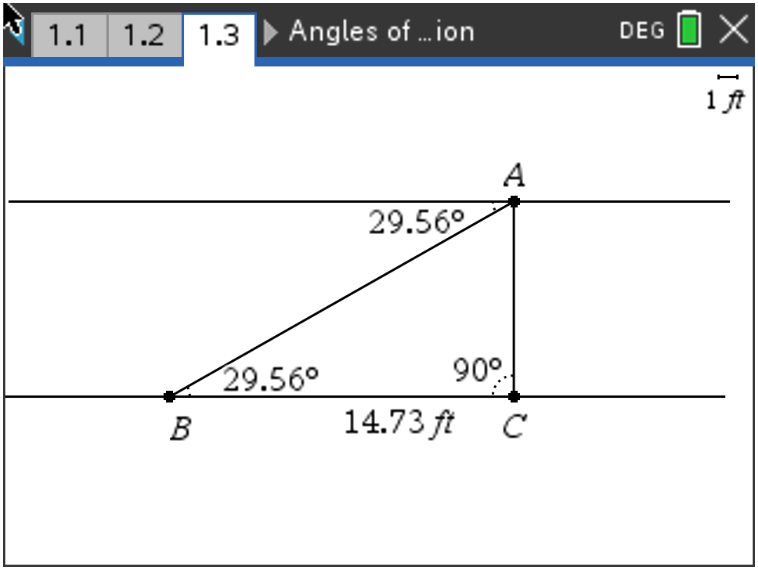 1.1 1.2 1.3 Angles of …ion DEG
1 ft
A
29.56°
29.56° 90°
B 14.73 ft C